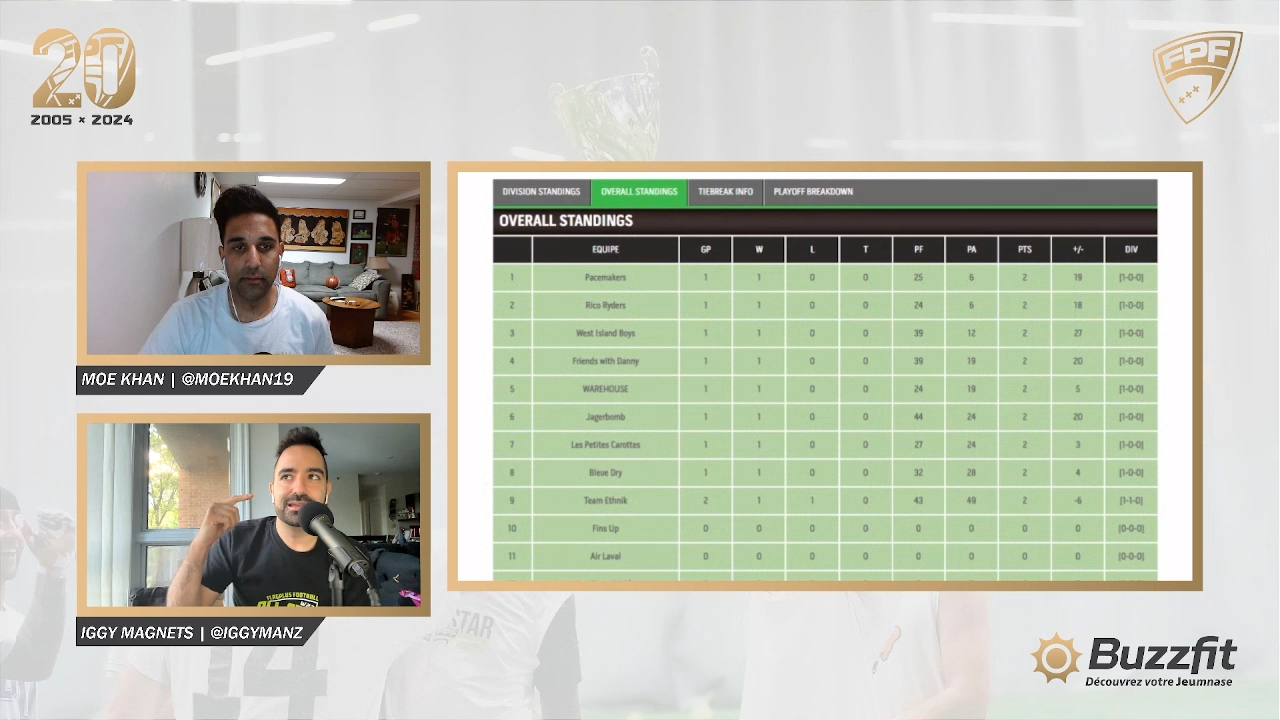 20
2005 × 2024
FPF
DIVISION STANDINGS OVERALL STANDINGS TIEBREAK INFO PLAYOFF BREAKDOWN
OVERALL STANDINGS
EQUIPE GP W L T PF PA PTS +/- DIV
1 Pacemakers 1 1 0 0 25 6 2 19 [1-0-0]
2 Rico Ryders 1 1 0 0 24 6 2 18 [1-0-0]
3 West Island Boys 1 1 0 0 39 12 2 27 [1-0-0]
4 Friends with Danny 1 1 0 0 39 19 2 20 [1-0-0]
5 WAREHOUSE 1 1 0 0 24 19 2 5 [1-0-0]
6 Jagerbomb 1 1 0 0 44 24 2 20 [1-0-0]
7 Les Petites Carottes 1 1 0 0 27 24 2 3 [1-0-0]
8 Bleue Dry 1 1 0 0 32 28 2 4 [1-0-0]
9 Team Ethnik 2 1 1 0 43 49 2 -6 [1-1-0]
10 Fins Up 0 0 0 0 0 0 0 0 [0-0-0]
11 Air Laval 0 0 0 0 0 0 0 0 [0-0-0]
MOE KHAN | @MOEKHAN19
FLAGPLUS FOOTBALL
IGGY MAGNETS | @IGGYMANZ
STAR
14
Buzzfit
Découvrez votre Jeumnase